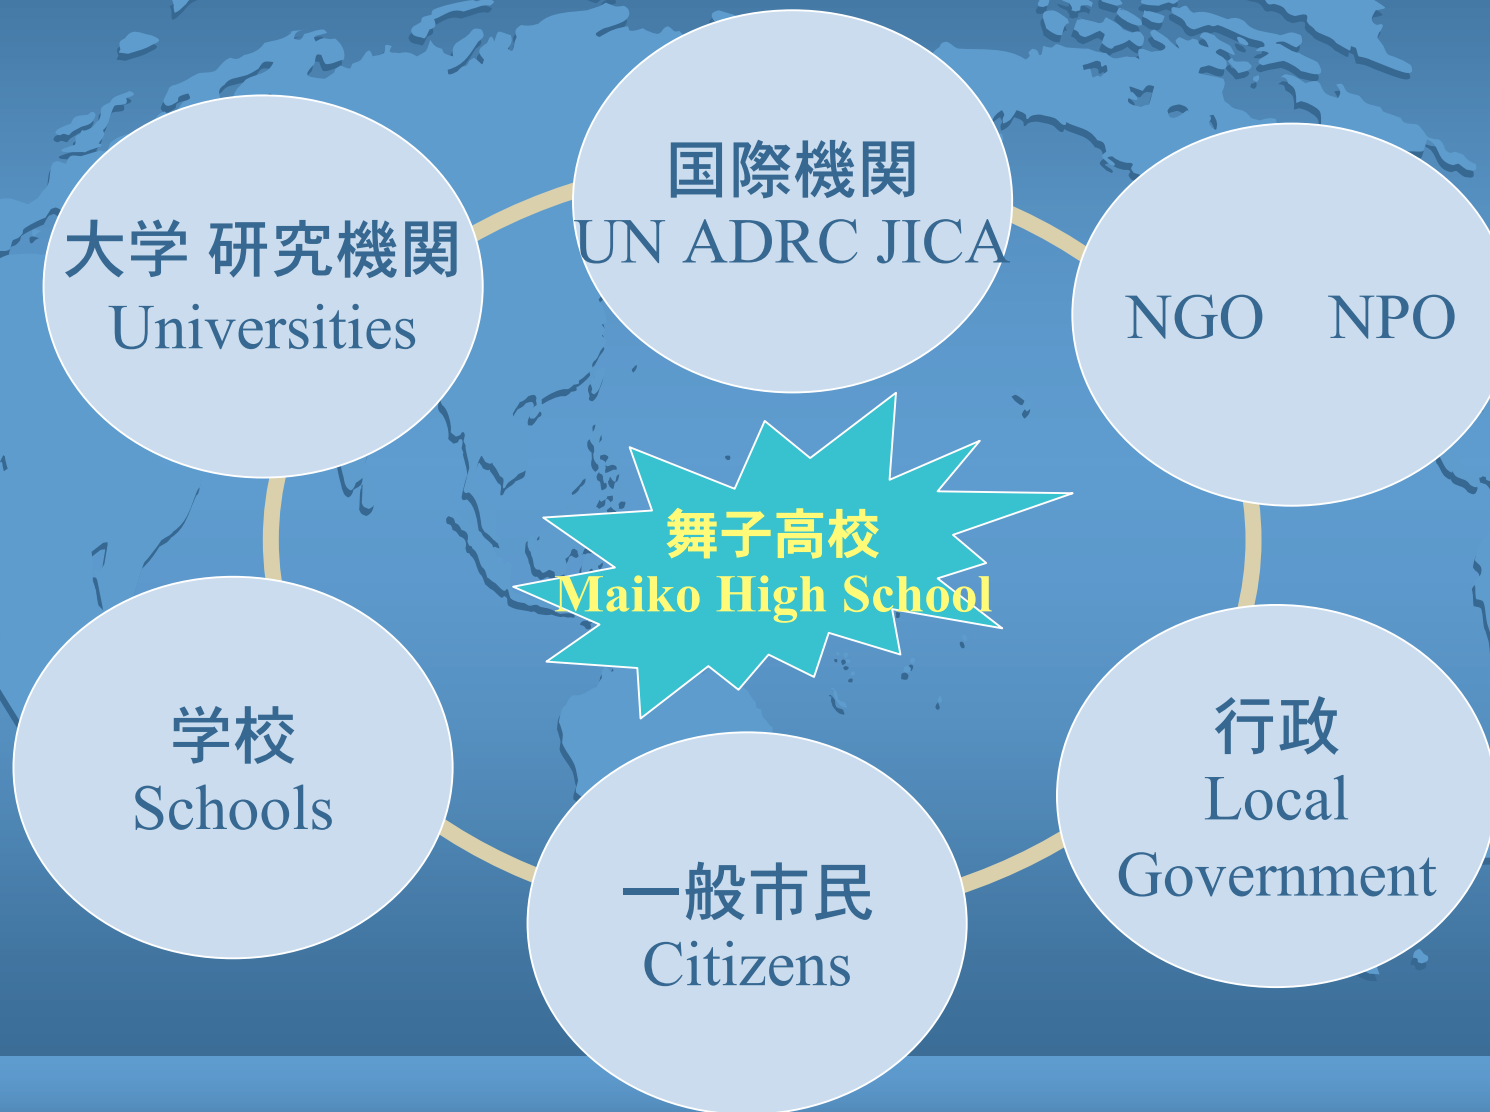 国際機関
UN ADRC JICA
大学 研究機関
Universities
NGO　NPO
舞子高校
Maiko High School
学校
Schools
行政
Local
Government
一般市民
Citizens